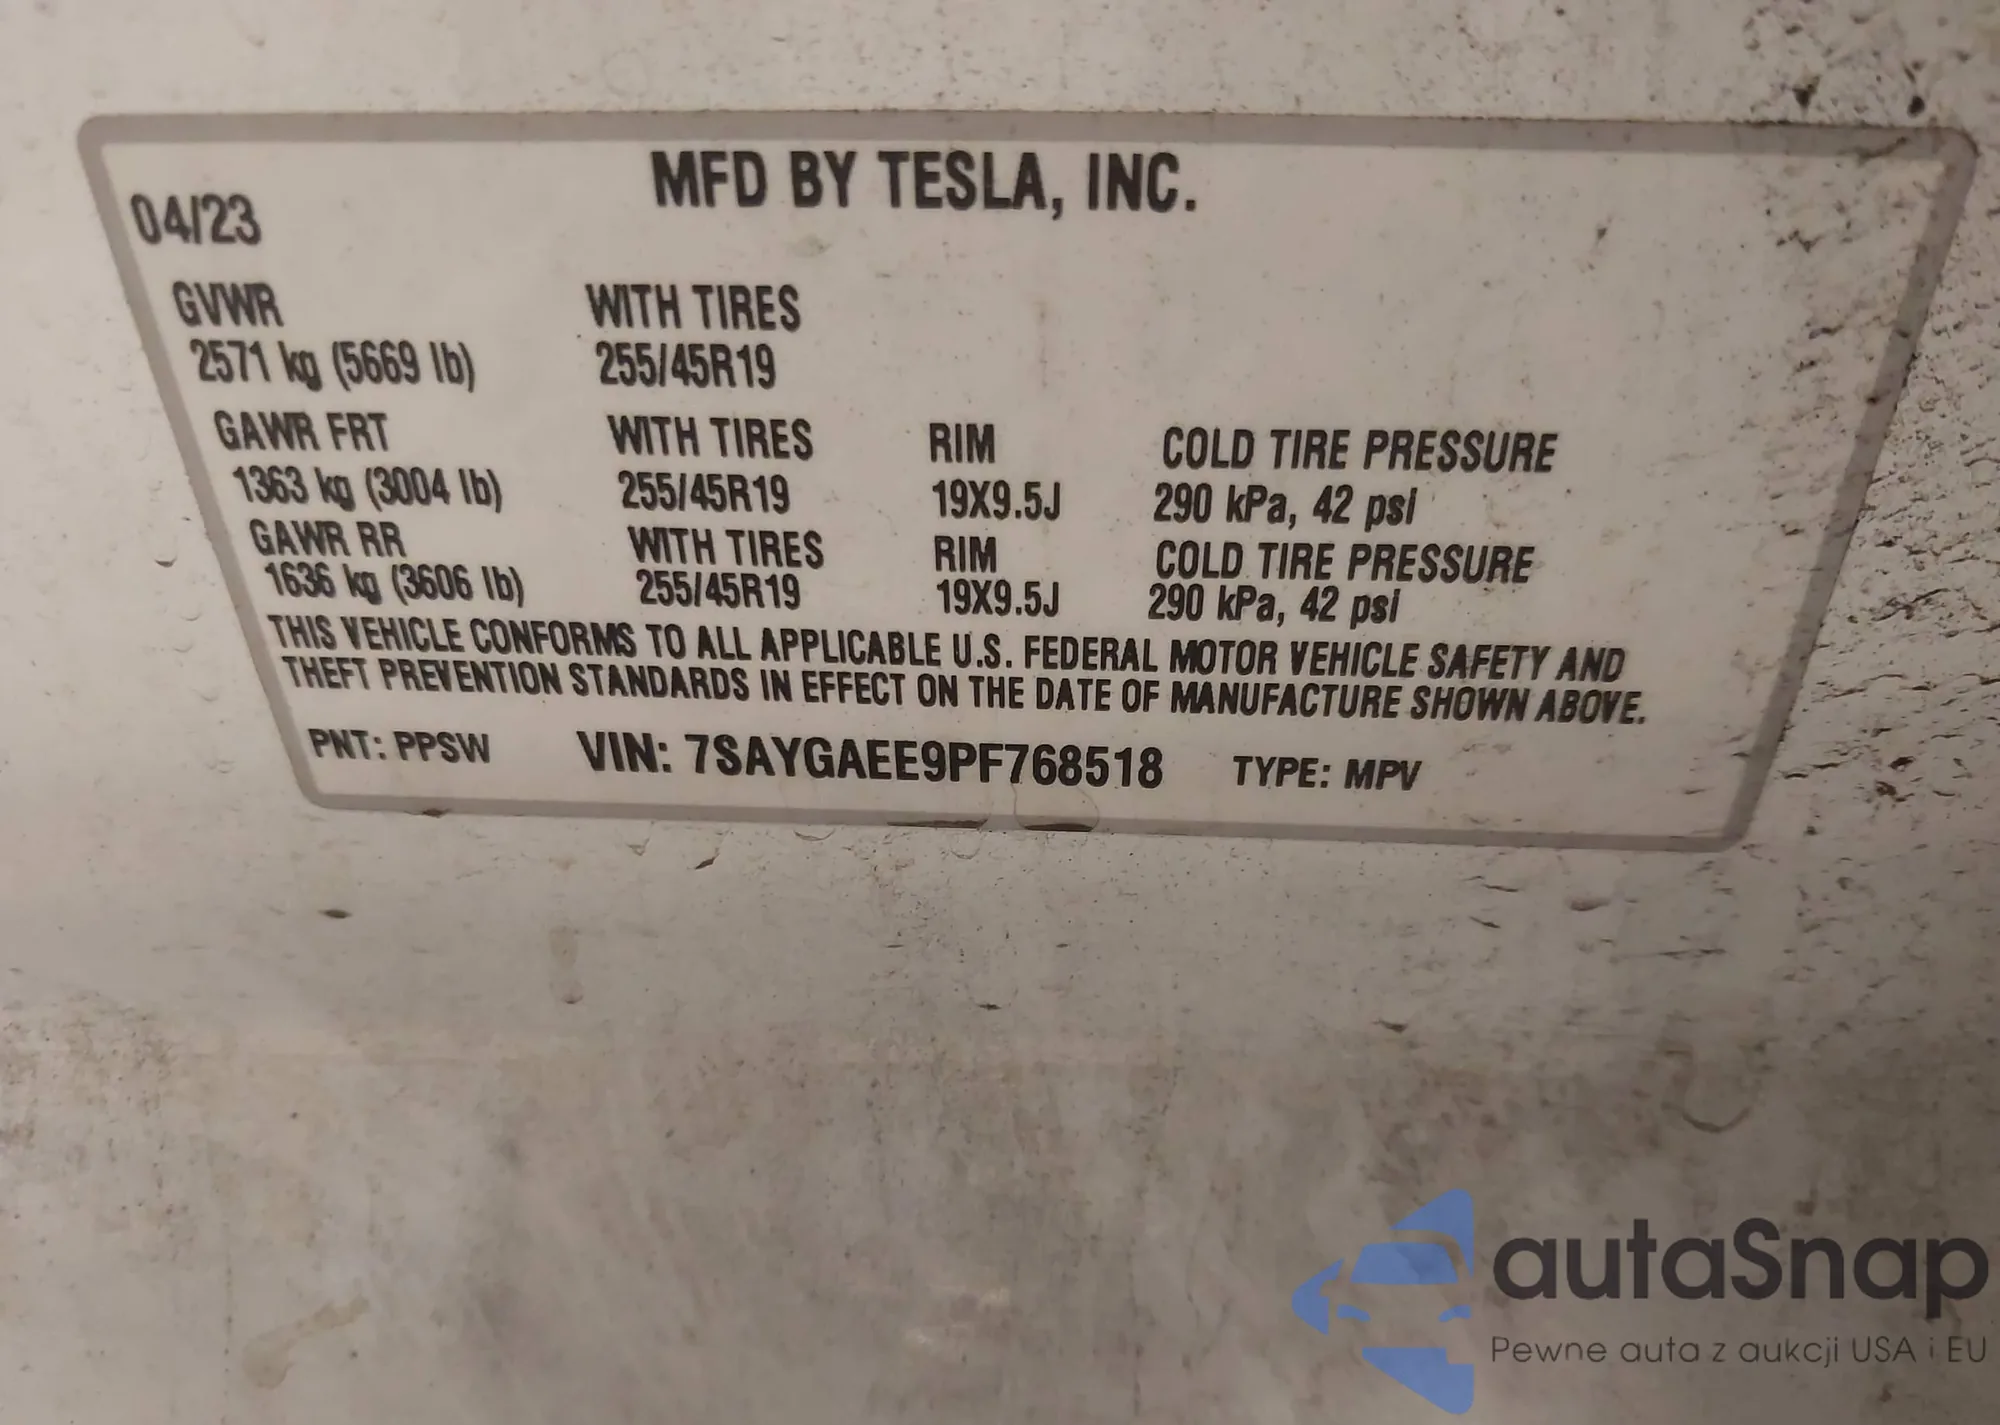 MFD BY TESLA, INC.
04/23
GVWR WITH TIRES
2571 kg (5669 lb) 255/45R19
GAWR FRT WITH TIRES RIM COLD TIRE PRESSURE
1363 kg (3004 lb) 255/45R19 19X9.5J 290 kPa, 42 psi
GAWR RR WITH TIRES RIM COLD TIRE PRESSURE
1636 kg (3606 lb) 255/45R19 19X9.5J 290 kPa, 42 psi
THIS VEHICLE CONFORMS TO ALL APPLICABLE U.S. FEDERAL MOTOR VEHICLE SAFETY AND
THEFT PREVENTION STANDARDS IN EFFECT ON THE DATE OF MANUFACTURE SHOWN ABOVE.
PNT: PPSW VIN: 7SAYGAEE9PF768518 TYPE: MPV
autaSnap
Pewne auta z aukcji USA i EU